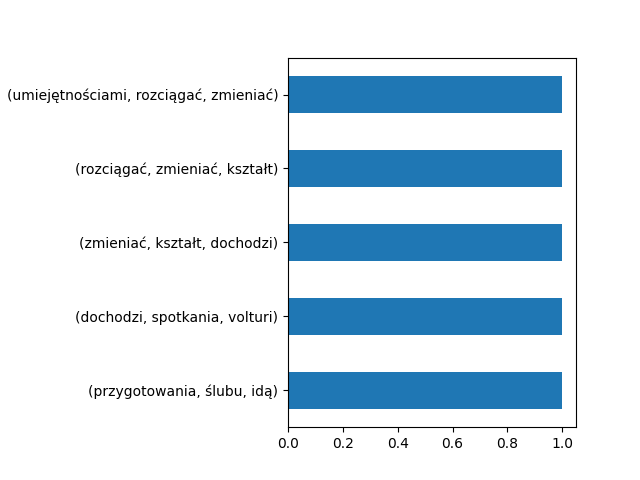 (umiejętnościami, rozciągać, zmieniać)
(rozciągać, zmieniać, kształt)
(zmieniać, kształt, dochodzi)
(dochodzi, spotkania, volturi)
(przygotowania, ślubu, idą)
0.0 0.2 0.4 0.6 0.8 1.0